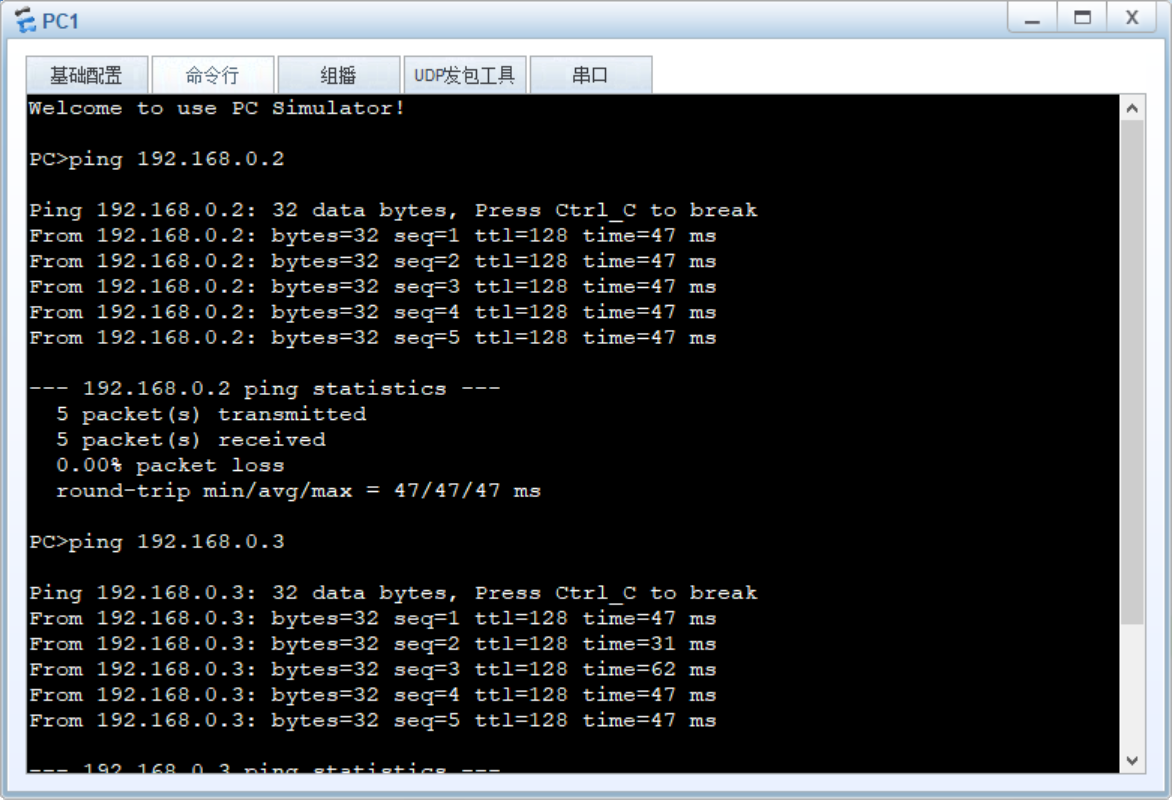 PC1
基础配置 命令行 组播 UDP发包工具 串口
Welcome to use PC Simulator!
PC>ping 192.168.0.2
Ping 192.168.0.2: 32 data bytes, Press Ctrl_C to break
From 192.168.0.2: bytes=32 seq=1 ttl=128 time=47 ms
From 192.168.0.2: bytes=32 seq=2 ttl=128 time=47 ms
From 192.168.0.2: bytes=32 seq=3 ttl=128 time=47 ms
From 192.168.0.2: bytes=32 seq=4 ttl=128 time=47 ms
From 192.168.0.2: bytes=32 seq=5 ttl=128 time=47 ms
--- 192.168.0.2 ping statistics ---
5 packet(s) transmitted
5 packet(s) received
0.00% packet loss
round-trip min/avg/max = 47/47/47 ms
PC>ping 192.168.0.3
Ping 192.168.0.3: 32 data bytes, Press Ctrl_C to break
From 192.168.0.3: bytes=32 seq=1 ttl=128 time=47 ms
From 192.168.0.3: bytes=32 seq=2 ttl=128 time=31 ms
From 192.168.0.3: bytes=32 seq=3 ttl=128 time=62 ms
From 192.168.0.3: bytes=32 seq=4 ttl=128 time=47 ms
From 192.168.0.3: bytes=32 seq=5 ttl=128 time=47 ms
--- 192.168.0.3 ping statistics ---